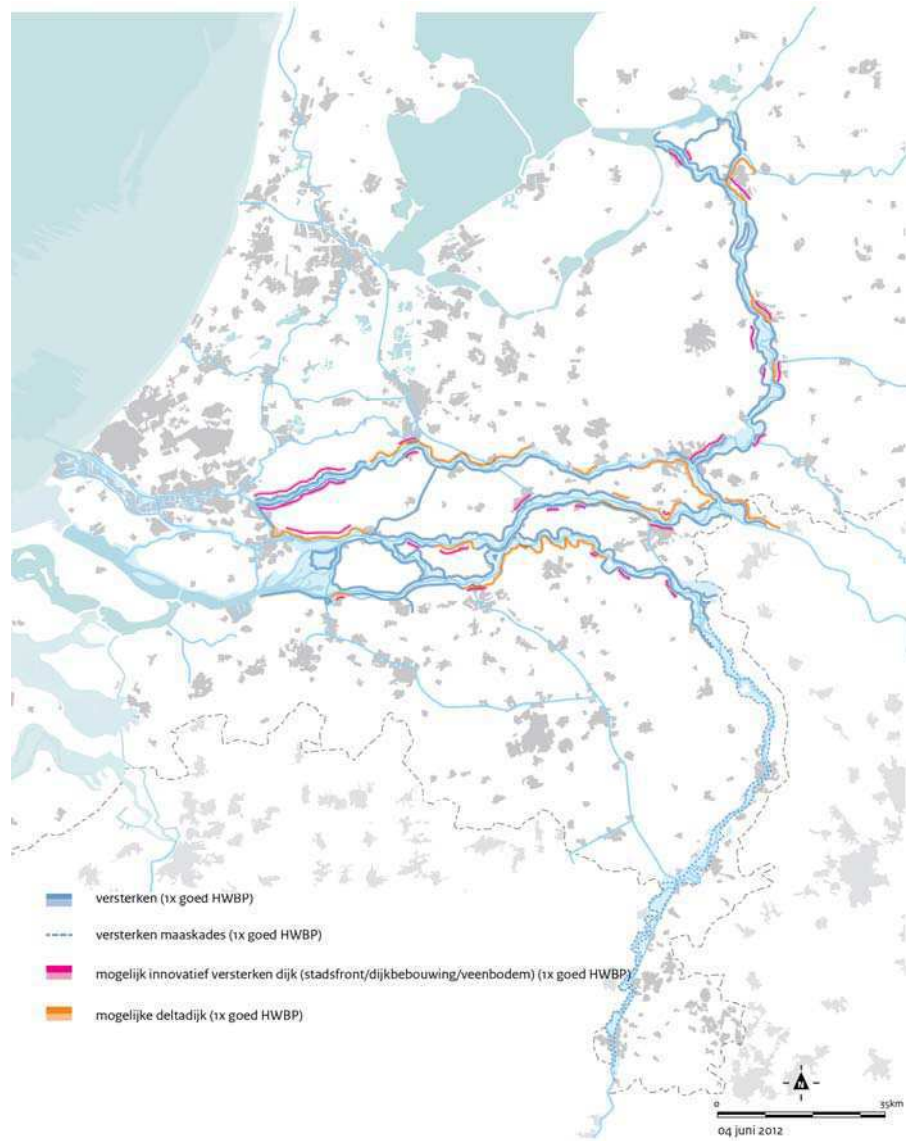 versterken (1x goed HWBP)
versterken maaskades (1x goed HWBP)
mogelijk innovatief versterken dijk (stadsfront/dijkbebouwing/veenbodem) (1x goed HWBP)
mogelijke deltadijk (1x goed HWBP)
N
0 35km
04 juni 2012